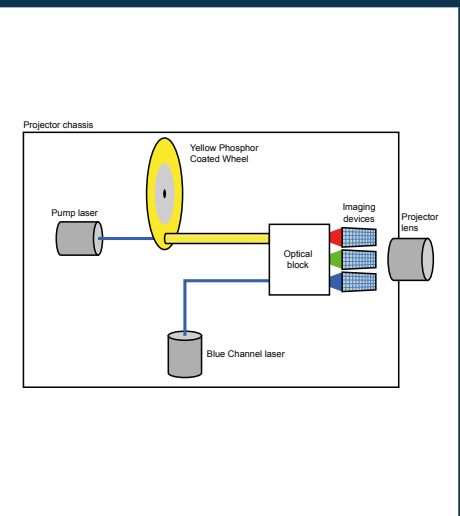 Projector chassis
Yellow Phosphor
Coated Wheel
Pump laser
Imaging
devices
Projector
lens
Optical
block
Blue Channel laser